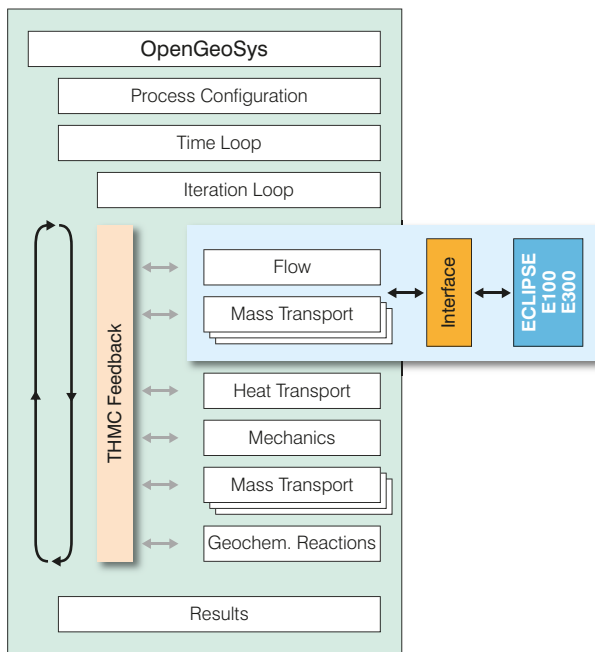 OpenGeoSys
Process Configuration
Time Loop
Iteration Loop
THMC Feedback
Flow
Mass Transport
Interface
ECLIPSE
E100
E300
Heat Transport
Mechanics
Mass Transport
Geochem. Reactions
Results